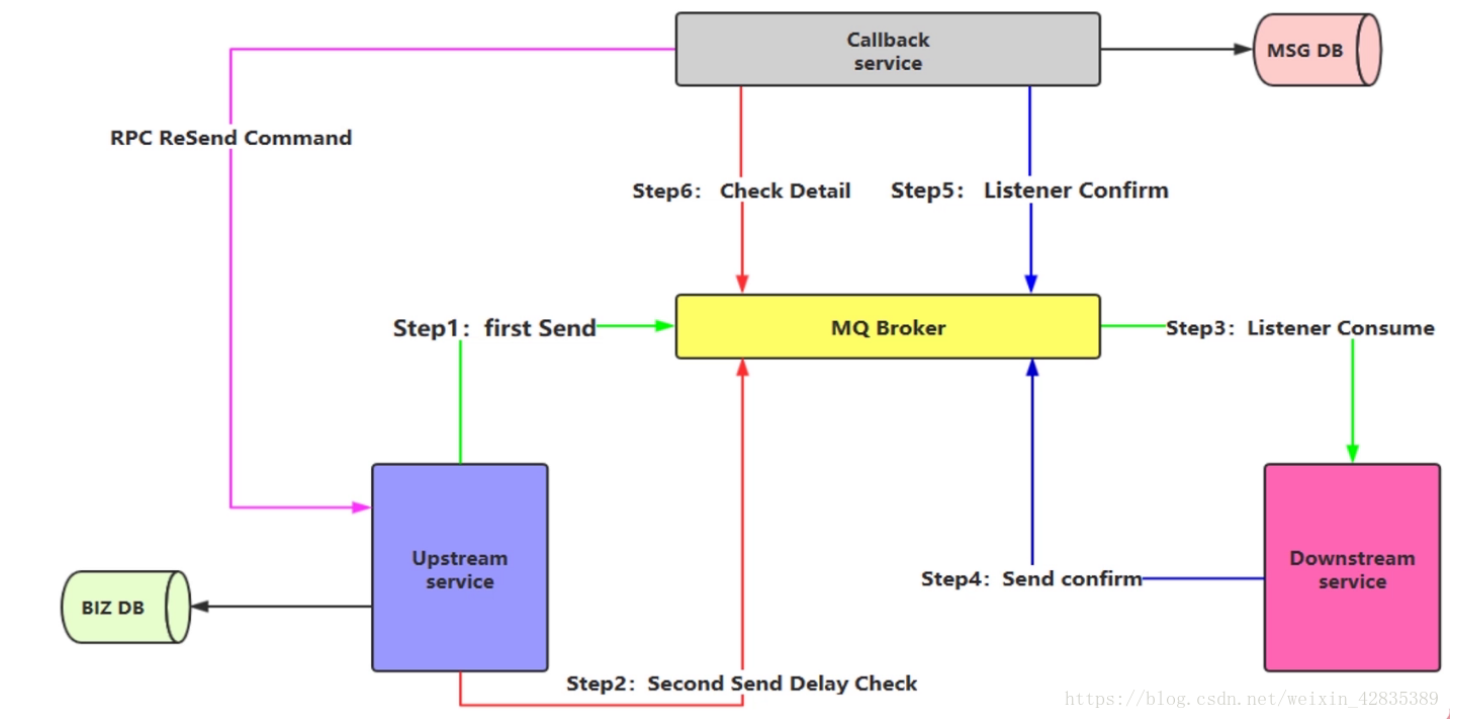 Callback
service
MSG DB
RPC ReSend Command
Step6： Check Detail
Step5： Listener Confirm
Step1：first Send
MQ Broker
Step3：Listener Consume
Upstream
service
Downstream
service
BIZ DB
Step4：Send confirm
Step2：Second Send Delay Check
https://blog.csdn.net/weixin_42835389